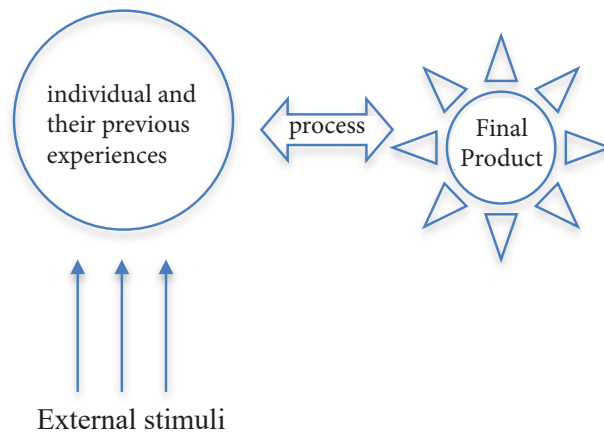 individual and
their previous
experiences
process
Final
Product
External stimuli